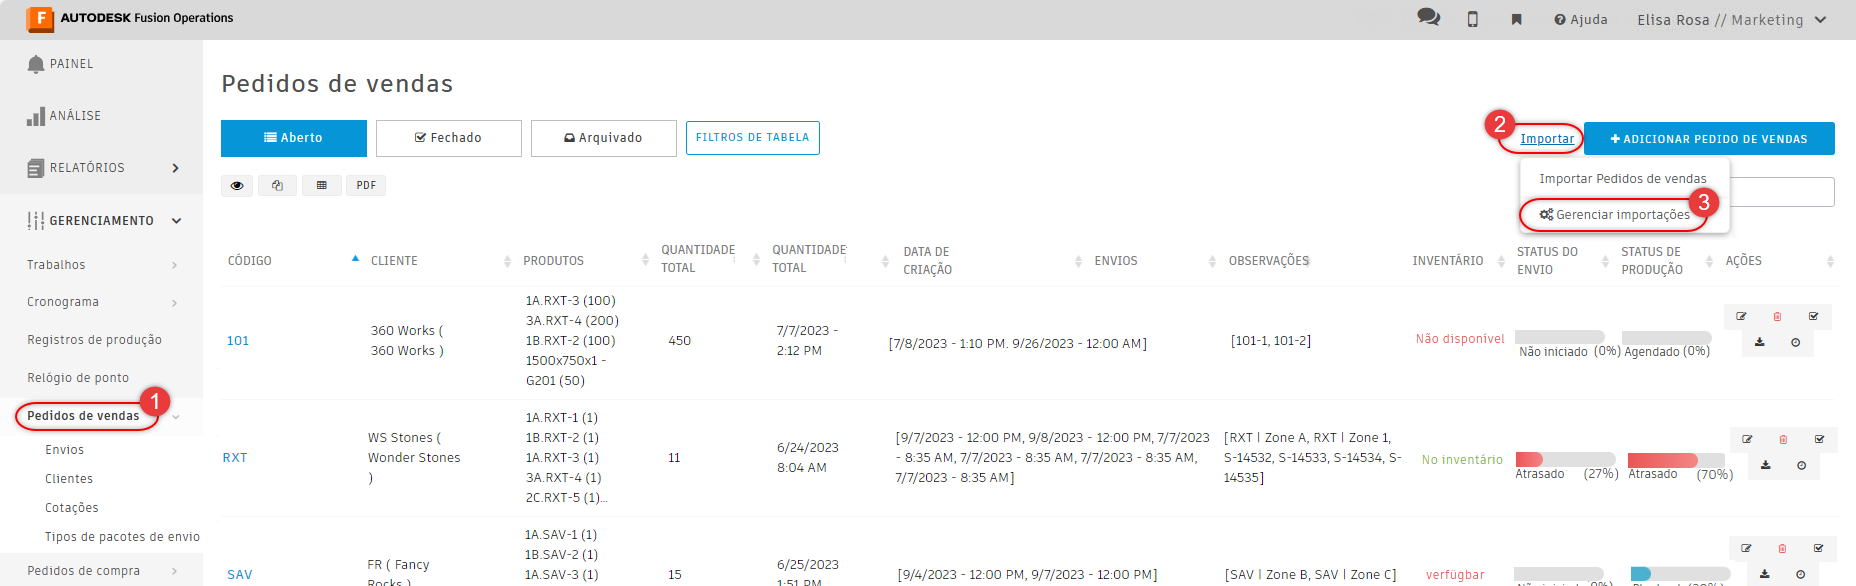 AUTODESK Fusion Operations
Ajuda
Elisa Rosa // Marketing
PAINEL
ANÁLISE
RELATÓRIOS
GERENCIAMENTO
Trabalhos
Cronograma
Registros de produção
Relógio de ponto
Pedidos de vendas
1
Envios
Clientes
Cotações
Tipos de pacotes de envio
Pedidos de compra
Pedidos de vendas
Aberto
Fechado
Arquivado
FILTROS DE TABELA
2
Importar
ADICIONAR PEDIDO DE VENDAS
PDF
Importar Pedidos de vendas
Gerenciar importações
3
CÓDIGO
CLIENTE
PRODUTOS
QUANTIDADE
TOTAL
QUANTIDADE
TOTAL
DATA DE
CRIAÇÃO
ENVIOS
OBSERVAÇÕES
INVENTÁRIO
STATUS DO
ENVIO
STATUS DE
PRODUÇÃO
AÇÕES
101
360 Works (
360 Works )
1A.RXT-3 (100)
3A.RXT-4 (200)
1B.RXT-2 (100)
1500x750x1 -
G201 (50)
450
7/7/2023 -
2:12 PM
[7/8/2023 - 1:10 PM. 9/26/2023 - 12:00 AM]
[101-1, 101-2]
Não disponível
Não iniciado (0%)
Agendado (0%)
RXT
WS Stones (
Wonder Stones
)
1A.RXT-1 (1)
1B.RXT-2 (1)
1A.RXT-3 (1)
3A.RXT-4 (1)
2C.RXT-5 (1)...
11
6/24/2023
8:04 AM
[9/7/2023 - 12:00 PM, 9/8/2023 - 12:00 PM, 7/7/2023
- 8:35 AM, 7/7/2023 - 8:35 AM, 7/7/2023 - 8:35 AM,
7/7/2023 - 8:35 AM]
[RXT | Zone A, RXT | Zone 1,
S-14532, S-14533, S-14534, S-
14535]
No inventário
Atrasado (27%)
Atrasado (70%)
SAV
FR ( Fancy
Rocks )
1A.SAV-1 (1)
1B.SAV-2 (1)
1A.SAV-3 (1)
15
6/25/2023
1:51 PM
[9/4/2023 - 12:00 PM, 9/7/2023 - 12:00 PM]
[SAV | Zone B, SAV | Zone C]
verfügbar